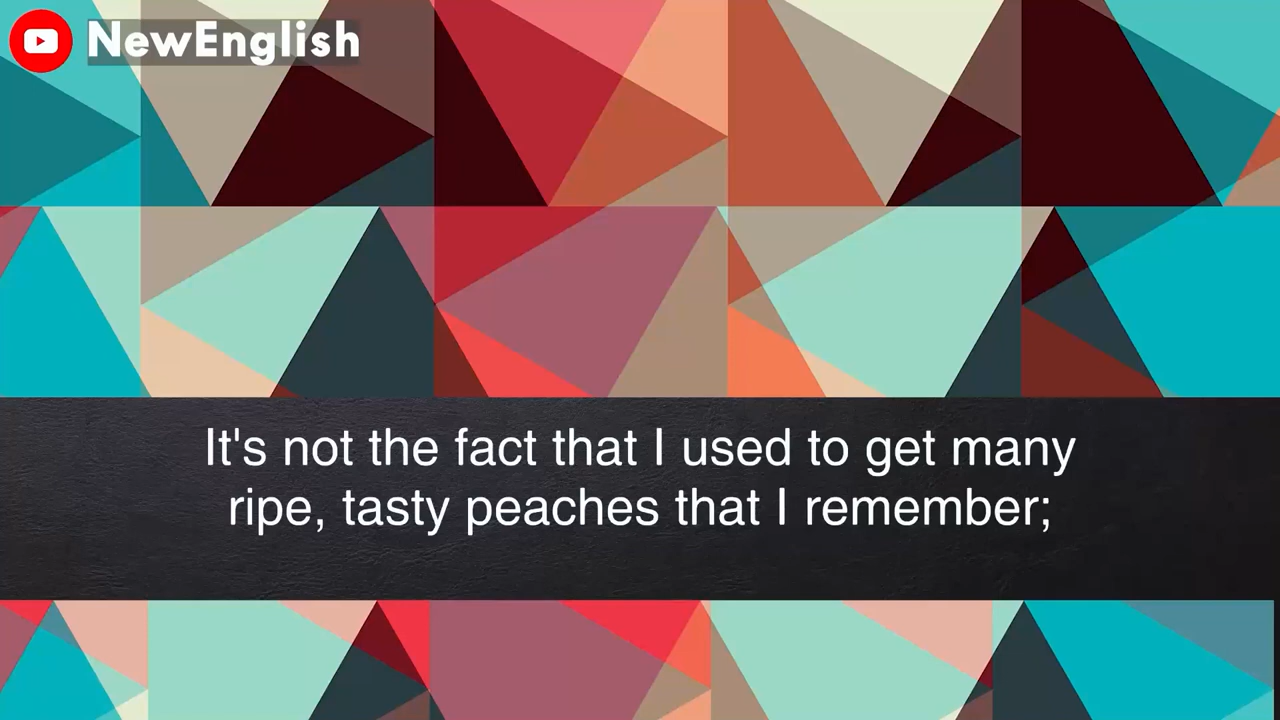 NewEnglish
It's not the fact that I used to get many
ripe, tasty peaches that I remember;